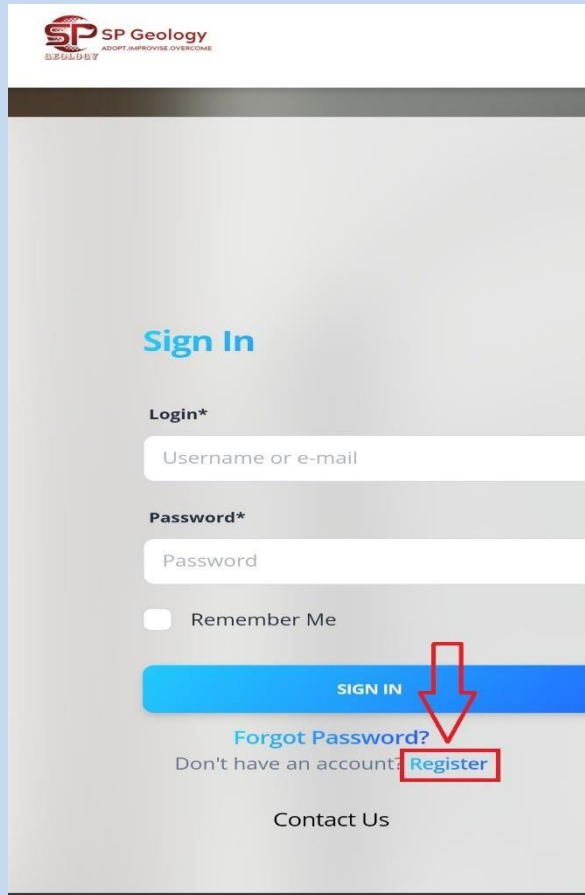 SP Geology
ADOPT.IMPROVISE.OVERCOME
GEOLOGY
Sign In
Login*
Username or e-mail
Password*
Password
Remember Me
SIGN IN
Forgot Password?
Don't have an account? Register
Contact Us